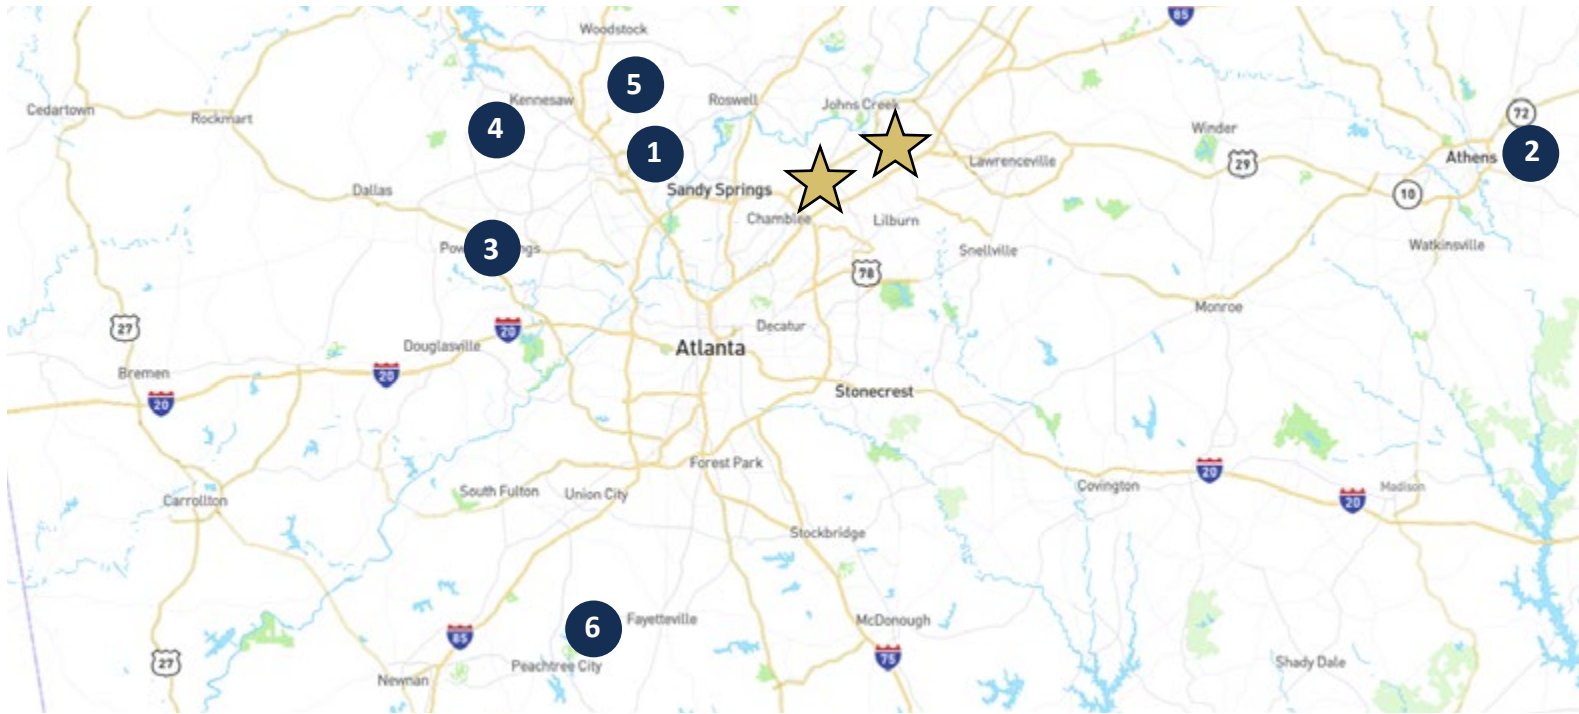 85
Woodstock
5
Kennesaw
Roswell
Johns Creek
Cedartown
Rockmart
72
4
Winder
1
Lawrenceville
29
Athens
2
Dallas
Sandy Springs
10
Chamblee
Lilburn
3
Snellville
Watkinsville
78
Monroe
27
20
Decatur
Douglasville
Atlanta
Bremen
20
Stonecrest
20
Forest Park
20
Covington
Madison
South Fulton
Union City
20
Carrollton
Stockbridge
6
Fayetteville
McDonough
85
75
27
Peachtree City
Shady Dale
Newnan